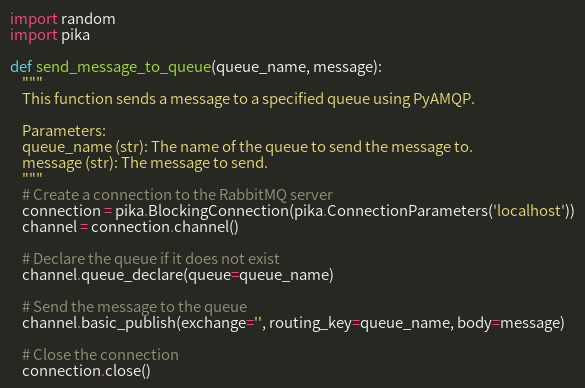 import random
import pika

def send_message_to_queue(queue_name, message):
    """
    This function sends a message to a specified queue using PyAMQP.

    Parameters:
    queue_name (str): The name of the queue to send the message to.
    message (str): The message to send.
    """
    # Create a connection to the RabbitMQ server
    connection = pika.BlockingConnection(pika.ConnectionParameters('localhost'))
    channel = connection.channel()

    # Declare the queue if it does not exist
    channel.queue_declare(queue=queue_name)

    # Send the message to the queue
    channel.basic_publish(exchange='', routing_key=queue_name, body=message)

    # Close the connection
    connection.close()